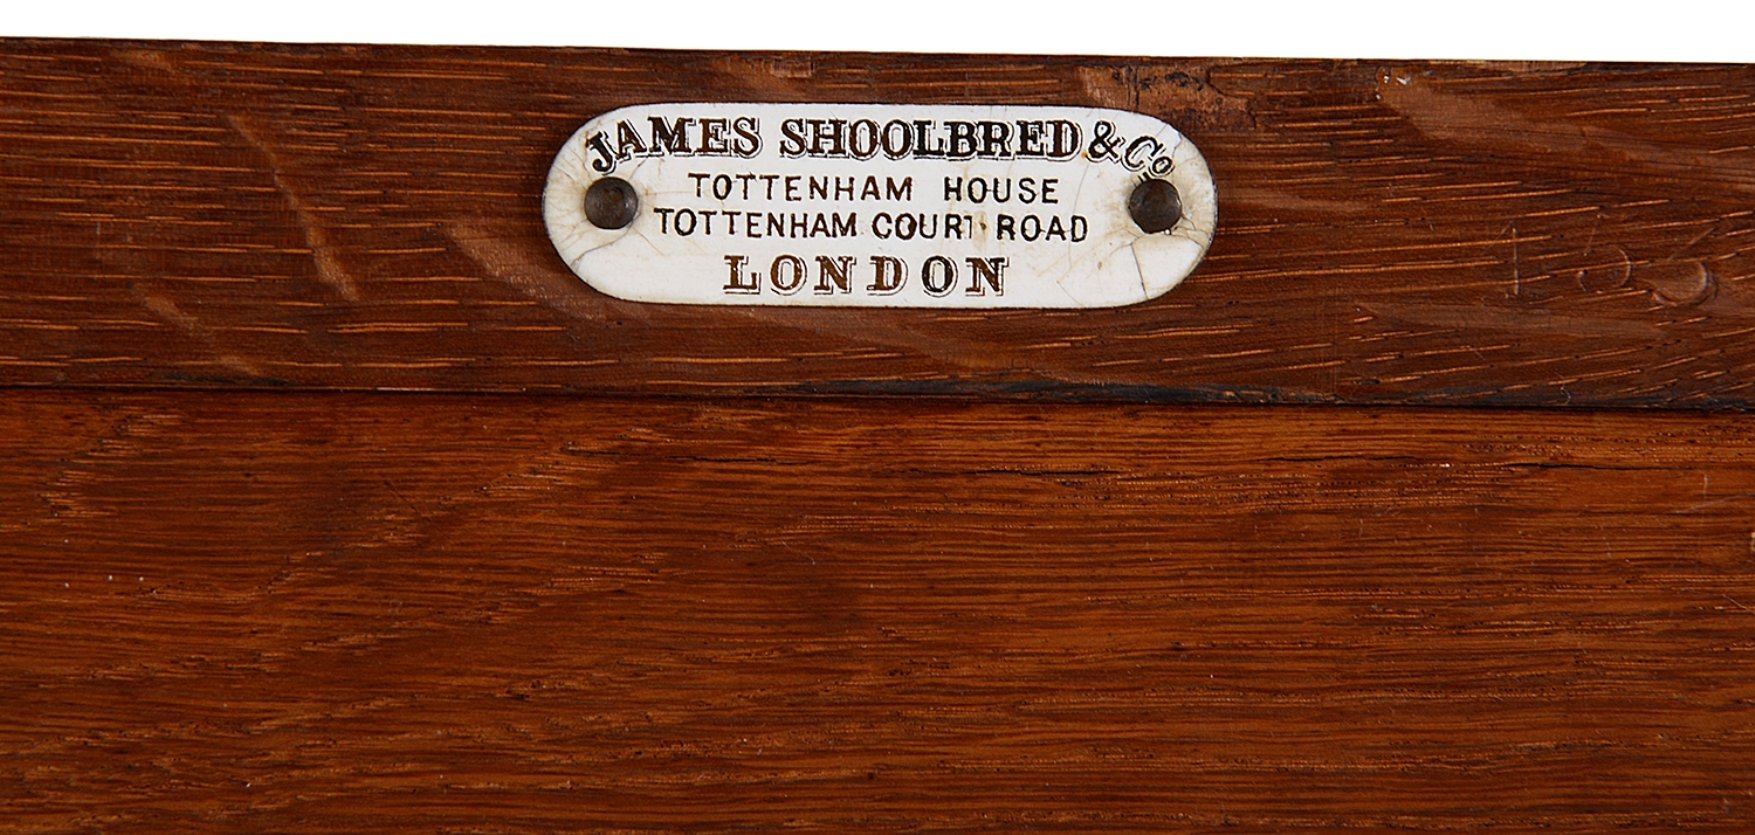 JAMES SHOOLBRED & Co
TOTTENHAM HOUSE
TOTTENHAM COURT ROAD
LONDON